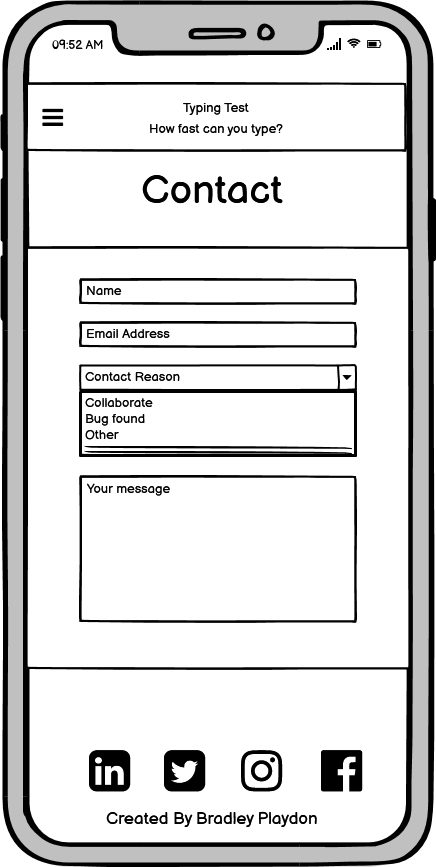 09:52 AM
Typing Test
How fast can you type?
Contact
Name
Email Address
Contact Reason
Collaborate
Bug found
Other
Your message
in
Created By Bradley Playdon